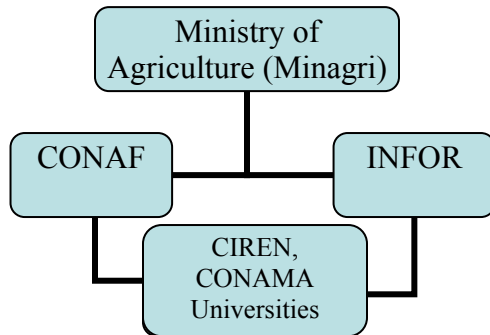 Ministry of
Agriculture (Minagri)
CONAF
INFOR
CIREN,
CONAMA
Universities